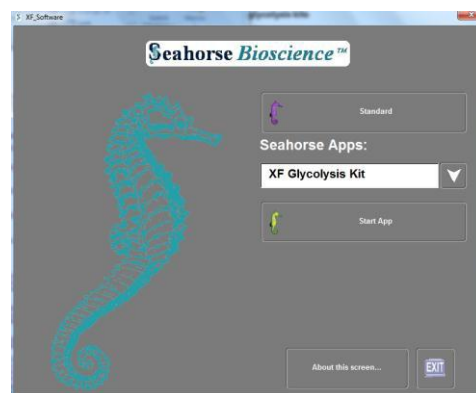 XF_Software
Seahorse Bioscience™
Standard
Seahorse Apps:
XF Glycolysis Kit
Start App
About this screen...
EXIT